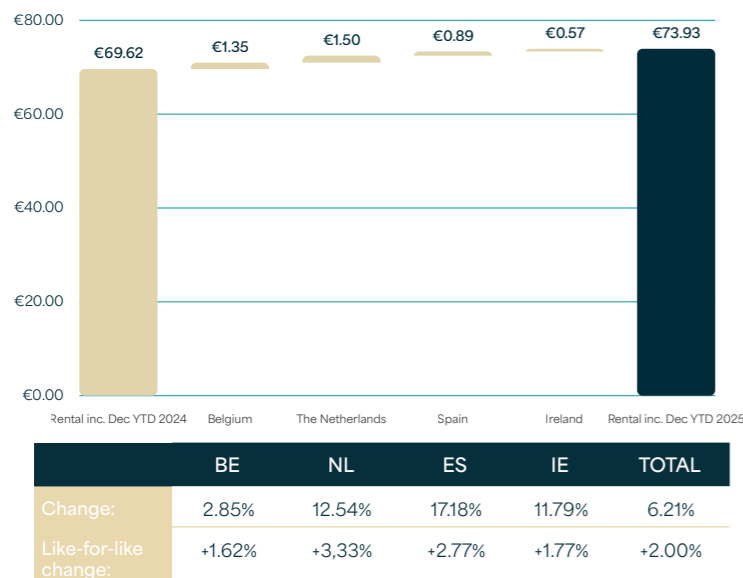 €80.00
€69.62
€1.35
€1.50
€0.89
€0.57
€73.93
€60.00
€40.00
€20.00
€0.00
Rental inc. Dec YTD 2024 Belgium The Netherlands Spain Ireland Rental inc. Dec YTD 2025
BE NL ES IE TOTAL
Change: 2.85% 12.54% 17.18% 11.79% 6.21%
Like-for-like
change: +1.62% +3,33% +2.77% +1.77% +2.00%